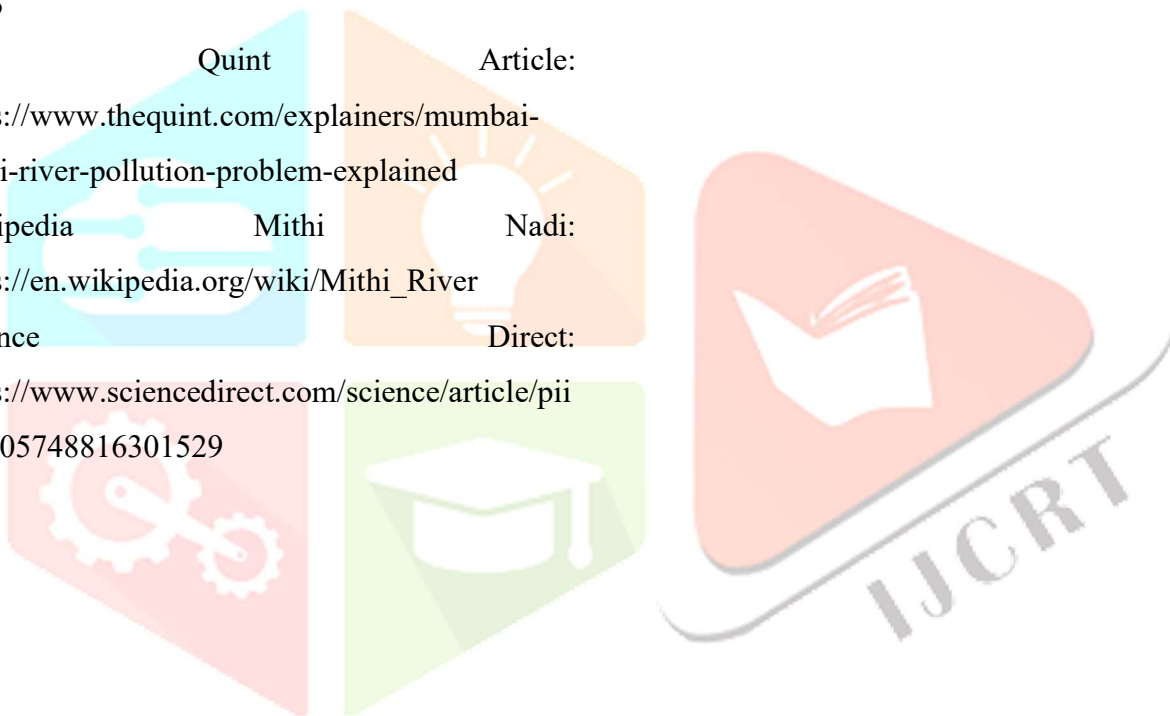 Quint Article:
s://www.thequint.com/explainers/mumbai-
i-river-pollution-problem-explained
ipedia Mithi Nadi:
s://en.wikipedia.org/wiki/Mithi_River
nce Direct:
s://www.sciencedirect.com/science/article/pii
05748816301529
IJCRT